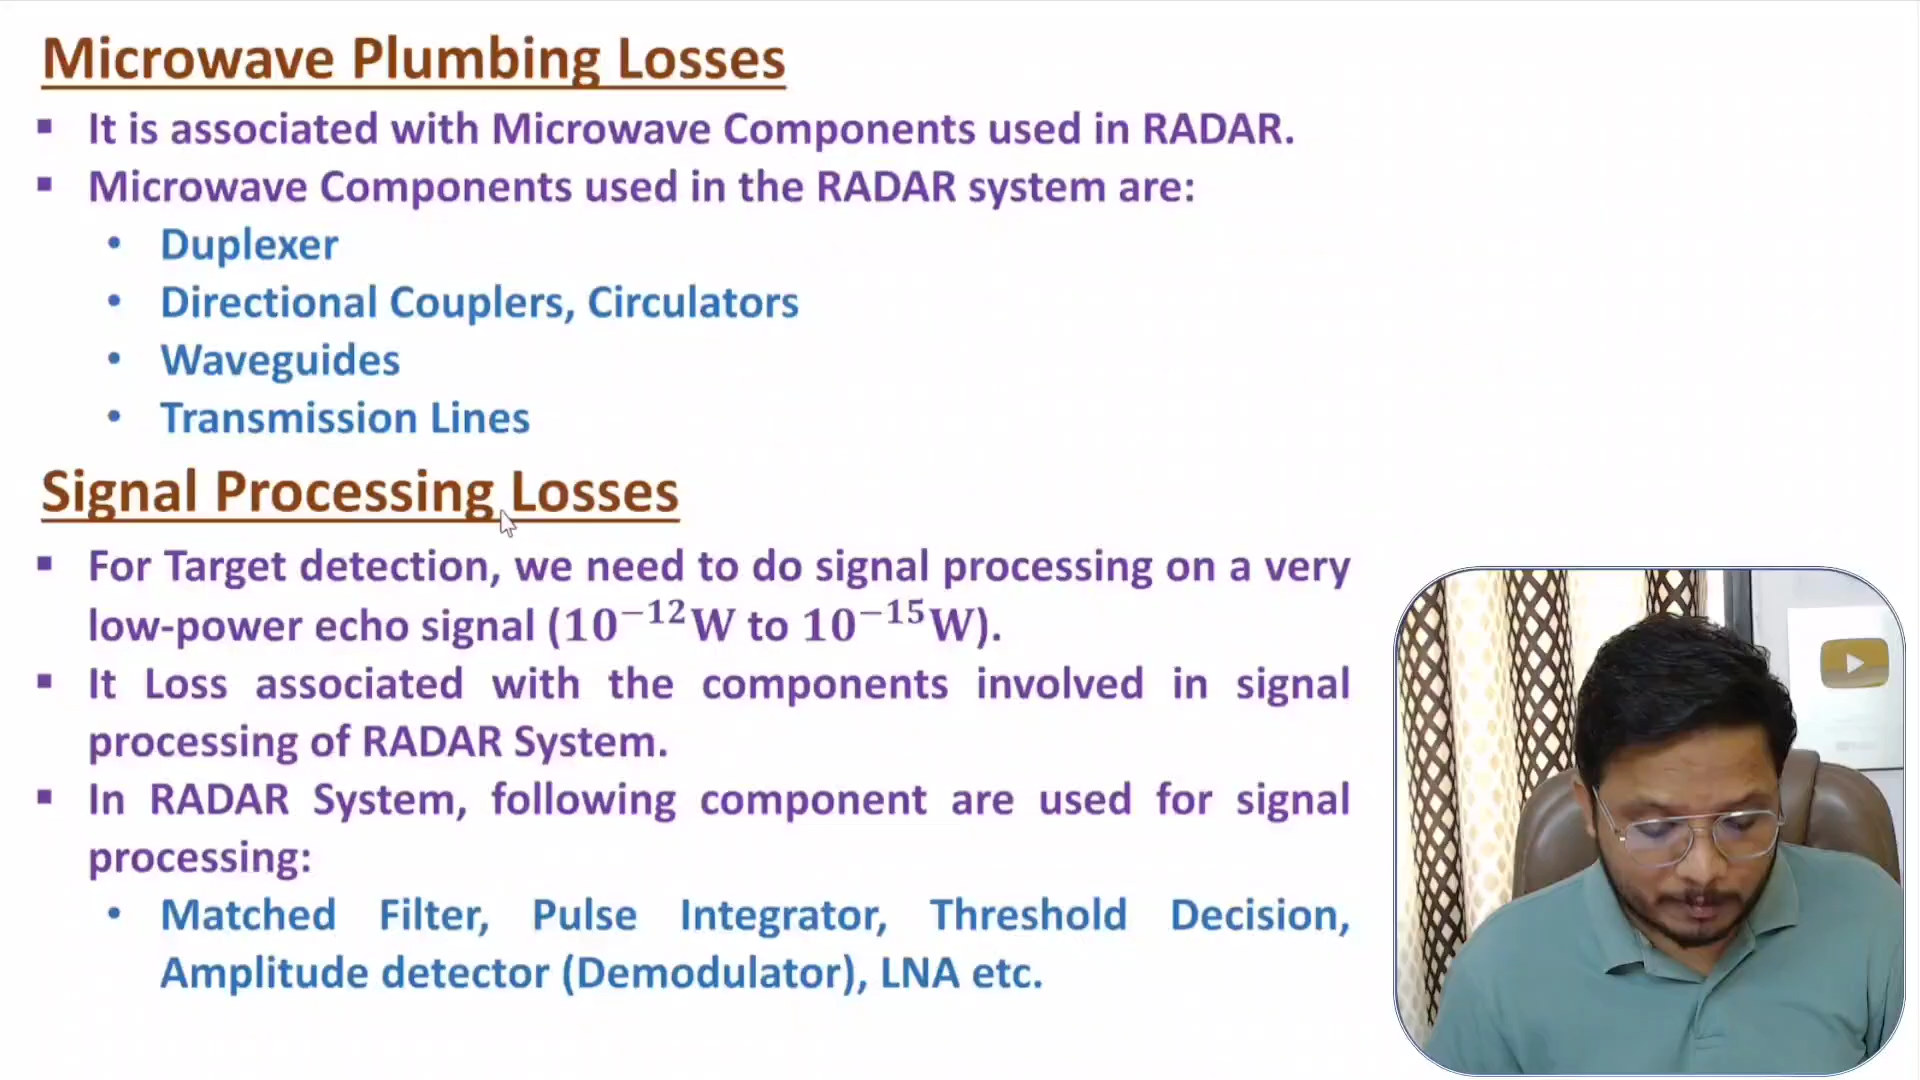 Microwave Plumbing Losses
▪ It is associated with Microwave Components used in RADAR.
▪ Microwave Components used in the RADAR system are:
• Duplexer
• Directional Couplers, Circulators
• Waveguides
• Transmission Lines
Signal Processing Losses
▪ For Target detection, we need to do signal processing on a very
low-power echo signal (10⁻¹²W to 10⁻¹⁵W).
▪ It Loss associated with the components involved in signal
processing of RADAR System.
▪ In RADAR System, following component are used for signal
processing:
• Matched Filter, Pulse Integrator, Threshold Decision,
Amplitude detector (Demodulator), LNA etc.